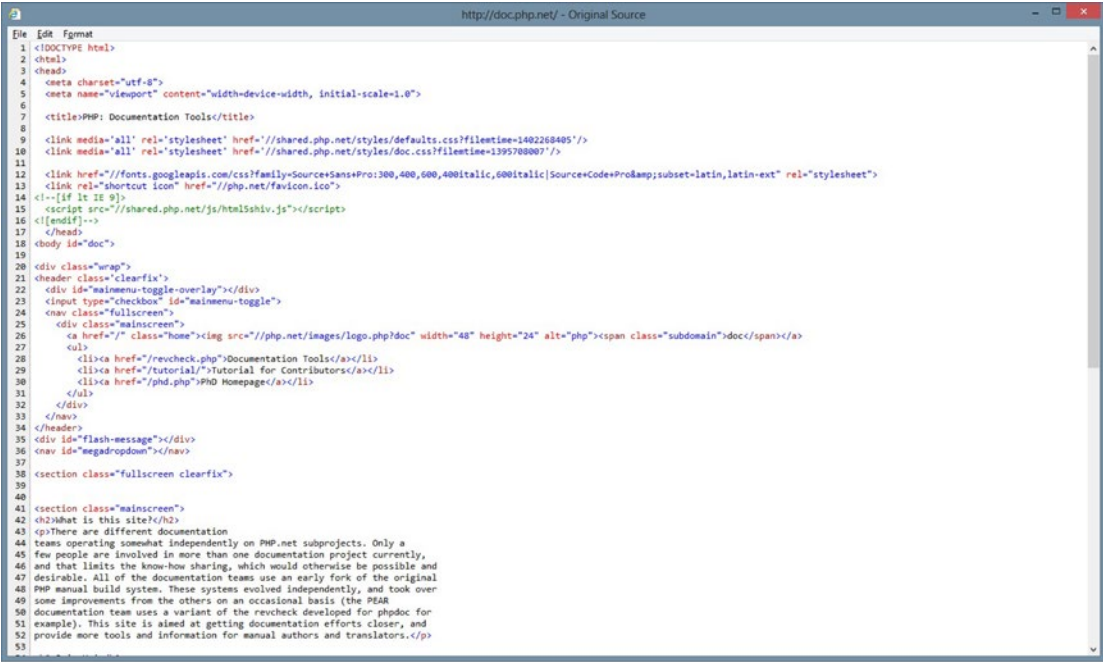 http://doc.php.net/ - Original Source
File Edit Format
1 <!DOCTYPE html>
2 <html>
3 <head>
4   <meta charset="utf-8">
5   <meta name="viewport" content="width=device-width, initial-scale=1.0">
6
7   <title>PHP: Documentation Tools</title>
8
9   <link media='all' rel='stylesheet' href='//shared.php.net/styles/defaults.css?filemtime=1402268405'/>
10   <link media='all' rel='stylesheet' href='//shared.php.net/styles/doc.css?filemtime=1395708007'/>
11
12   <link href="//fonts.googleapis.com/css?family=Source+Sans+Pro:300,400,600,400italic,600italic|Source+Code+Pro&amp;subset=latin,latin-ext" rel="stylesheet">
13   <link rel="shortcut icon" href="//php.net/favicon.ico">
14 <!--[if lt IE 9]>
15   <script src="//shared.php.net/js/html5shiv.js"></script>
16 <![endif]-->
17   </head>
18 <body id="doc">
19
20 <div class="wrap">
21 <header class='clearfix'>
22   <div id="mainmenu-toggle-overlay"></div>
23   <input type="checkbox" id="mainmenu-toggle">
24   <nav class="fullscreen">
25     <div class="mainscreen">
26       <a href="/" class="home"><img src="//php.net/images/logo.php?doc" width="48" height="24" alt="php"><span class="subdomain">doc</span></a>
27       <ul>
28         <li><a href="/revcheck.php">Documentation Tools</a></li>
29         <li><a href="/tutorial/">Tutorial for Contributors</a></li>
30         <li><a href="/phd.php">PhD Homepage</a></li>
31       </ul>
32     </div>
33   </nav>
34 </header>
35 <div id="flash-message"></div>
36 <nav id="megadropdown"></nav>
37
38 <section class="fullscreen clearfix">
39
40
41 <section class="mainscreen">
42 <h2>What is this site?</h2>
43 <p>There are different documentation
44 teams operating somewhat independently on PHP.net subprojects. Only a
45 few people are involved in more than one documentation project currently,
46 and that limits the know-how sharing, which would otherwise be possible and
47 desirable. All of the documentation teams use an early fork of the original
48 PHP manual build system. These systems evolved independently, and took over
49 some improvements from the others on an occasional basis (the PEAR
50 documentation team uses a variant of the revcheck developed for phpdoc for
51 example). This site is aimed at getting documentation efforts closer, and
52 provide more tools and information for manual authors and translators.</p>
53